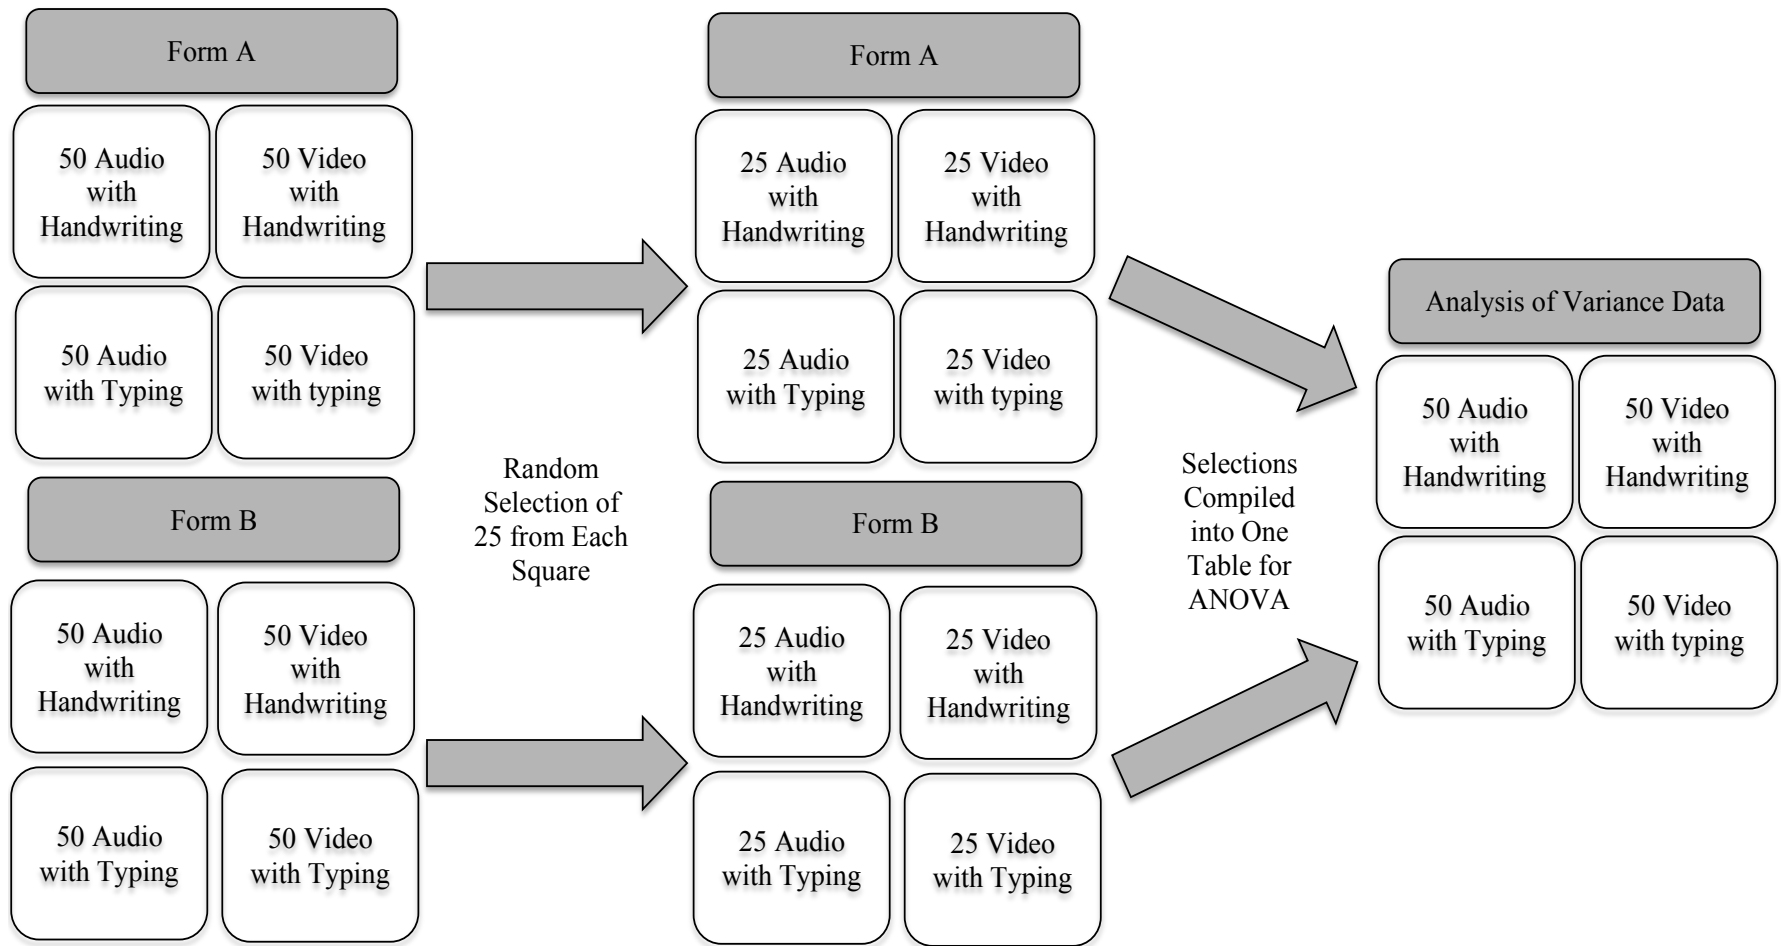 Form A
50 Audio
with
Handwriting
50 Video
with
Handwriting
50 Audio
with Typing
50 Video
with typing
Form B
50 Audio
with
Handwriting
50 Video
with
Handwriting
50 Audio
with Typing
50 Video
with Typing
Random
Selection of
25 from Each
Square
Form A
25 Audio
with
Handwriting
25 Video
with
Handwriting
25 Audio
with Typing
25 Video
with typing
Form B
25 Audio
with
Handwriting
25 Video
with
Handwriting
25 Audio
with Typing
25 Video
with Typing
Selections
Compiled
into One
Table for
ANOVA
Analysis of Variance Data
50 Audio
with
Handwriting
50 Video
with
Handwriting
50 Audio
with Typing
50 Video
with typing